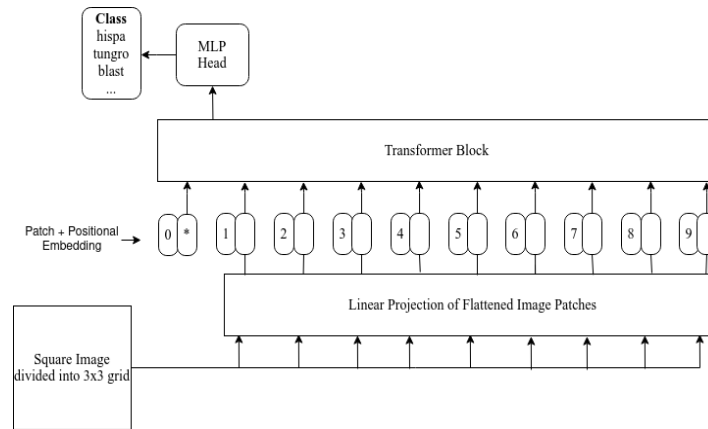 Class
hispa
tungro
blast
...
MLP
Head
Transformer Block
Patch + Positional
Embedding
0 * 1 2 3 4 5 6 7 8 9
Linear Projection of Flattened Image Patches
Square Image
divided into 3x3 grid